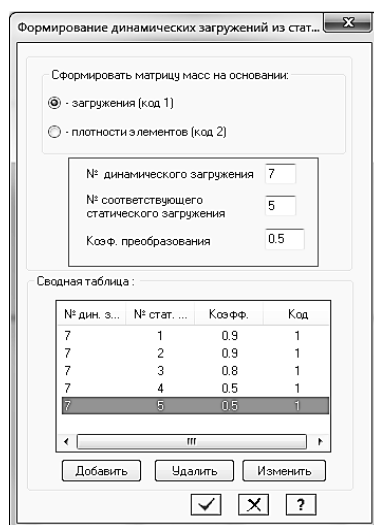 Формирование динамических загружений из стат...
Сформировать матрицу масс на основании:
- загружения (код 1)
- плотности элементов (код 2)
№ динамического загружения 7
№ соответствующего
статического загружения 5
Коэф. преобразования 0.5
Сводная таблица :
№ дин. з... № стат. ... Коэфф. Код
7 1 0.9 1
7 2 0.9 1
7 3 0.8 1
7 4 0.5 1
7 5 0.5 1
Добавить Удалить Изменить
?